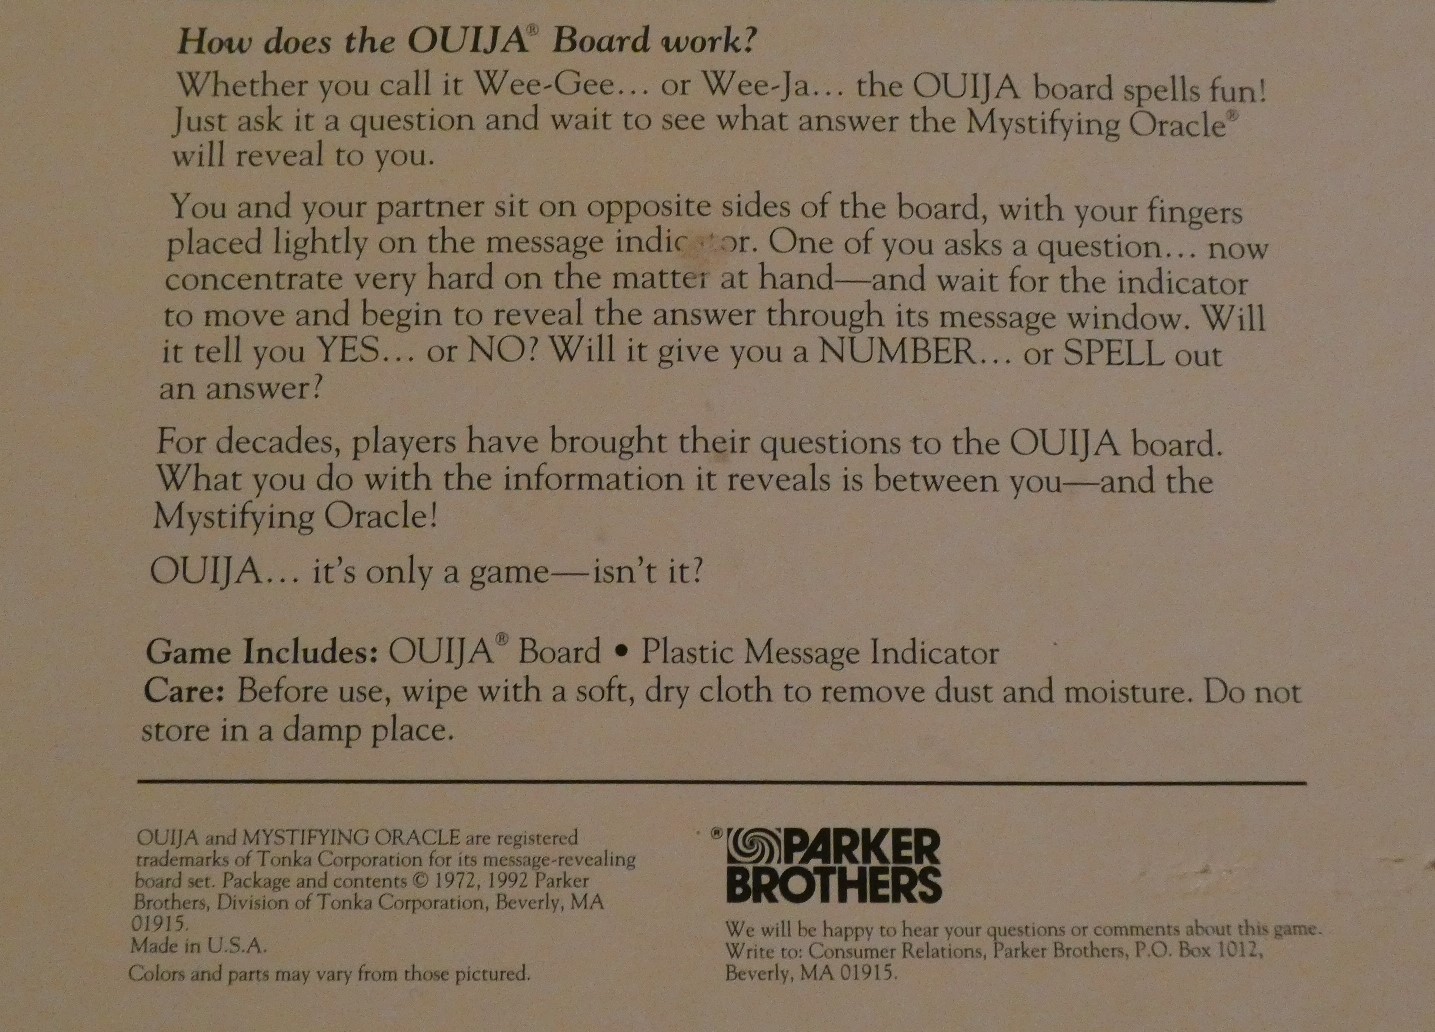 How does the OUIJA® Board work?
Whether you call it Wee-Gee... or Wee-Ja... the OUIJA board spells fun!
Just ask it a question and wait to see what answer the Mystifying Oracle®
will reveal to you.
You and your partner sit on opposite sides of the board, with your fingers
placed lightly on the message indic or. One of you asks a question... now
concentrate very hard on the matter at hand—and wait for the indicator
to move and begin to reveal the answer through its message window. Will
it tell you YES... or NO? Will it give you a NUMBER... or SPELL out
an answer?
For decades, players have brought their questions to the OUIJA board.
What you do with the information it reveals is between you—and the
Mystifying Oracle!
OUIJA... it's only a game—isn't it?
Game Includes: OUIJA® Board • Plastic Message Indicator
Care: Before use, wipe with a soft, dry cloth to remove dust and moisture. Do not
store in a damp place.
OUIJA and MYSTIFYING ORACLE are registered
trademarks of Tonka Corporation for its message-revealing
board set. Package and contents © 1972, 1992 Parker
Brothers, Division of Tonka Corporation, Beverly, MA
01915.
Made in U.S.A.
Colors and parts may vary from those pictured.
® PARKER
BROTHERS
We will be happy to hear your questions or comments about this game.
Write to: Consumer Relations, Parker Brothers, P.O. Box 1012,
Beverly, MA 01915.